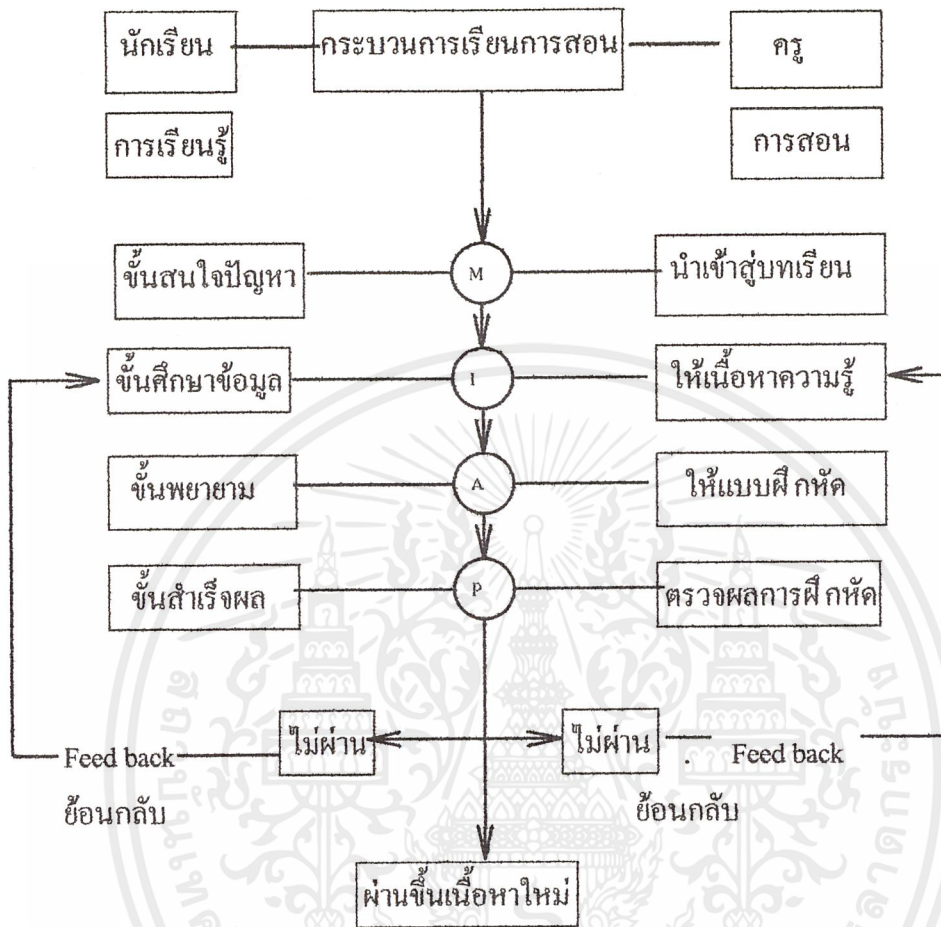 นักเรียน กระบวนการเรียนการสอน ครู
การเรียนรู้ การสอน
ขั้นสนใจปัญหา M นำเข้าสู่บทเรียน
ขั้นศึกษาข้อมูล I ให้เนื้อหาความรู้
ขั้นพยายาม A ให้แบบฝึกหัด
ขั้นสำเร็จผล P ตรวจผลการฝึกหัด
ไม่ผ่าน ไม่ผ่าน
Feed back . Feed back
ย้อนกลับ ย้อนกลับ
ผ่านขึ้นเนื้อหาใหม่